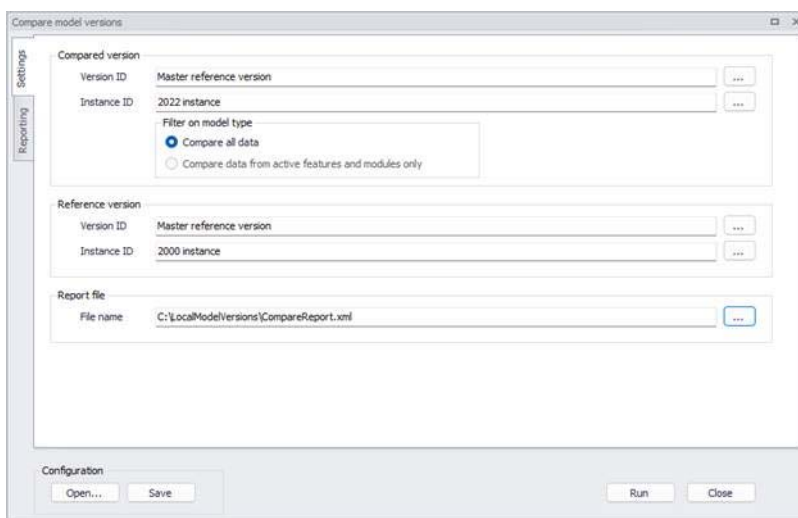 Compare model versions
Settings
Reporting
Compared version
Version ID Master reference version ...
Instance ID 2022 instance ...
Filter on model type
Compare all data
Compare data from active features and modules only
Reference version
Version ID Master reference version ...
Instance ID 2000 instance ...
Report file
File name C:\LocalModelVersions\CompareReport.xml ...
Configuration
Open... Save Run Close